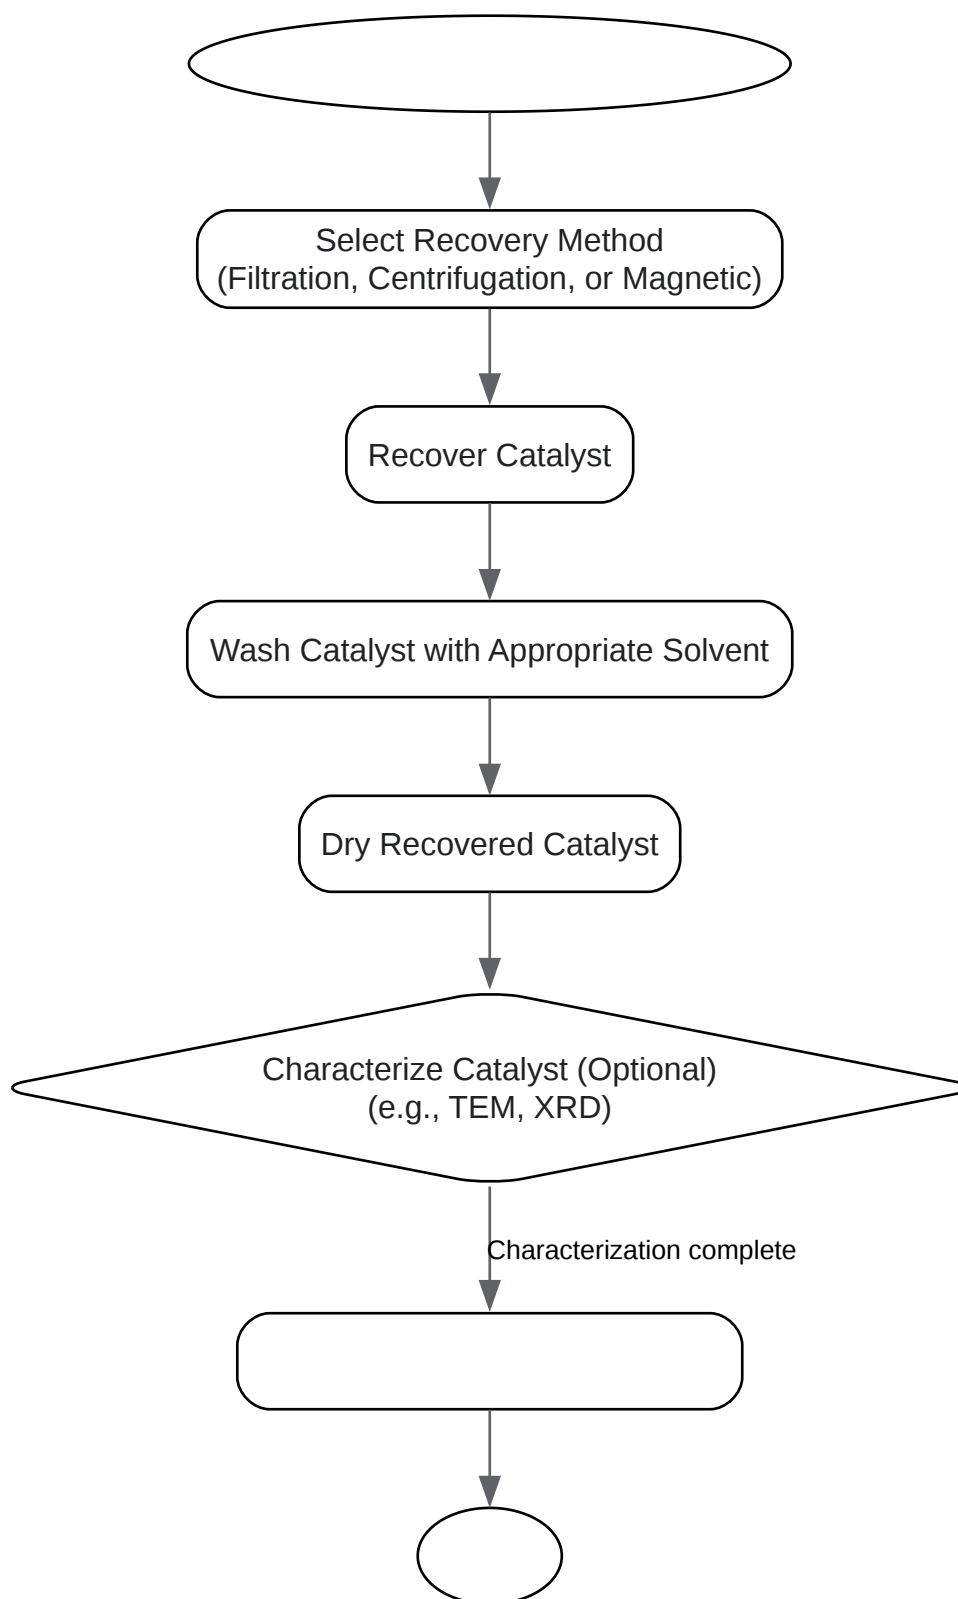 Select Recovery Method
(Filtration, Centrifugation, or Magnetic)
Recover Catalyst
Wash Catalyst with Appropriate Solvent
Dry Recovered Catalyst
Characterize Catalyst (Optional)
(e.g., TEM, XRD)
Characterization complete